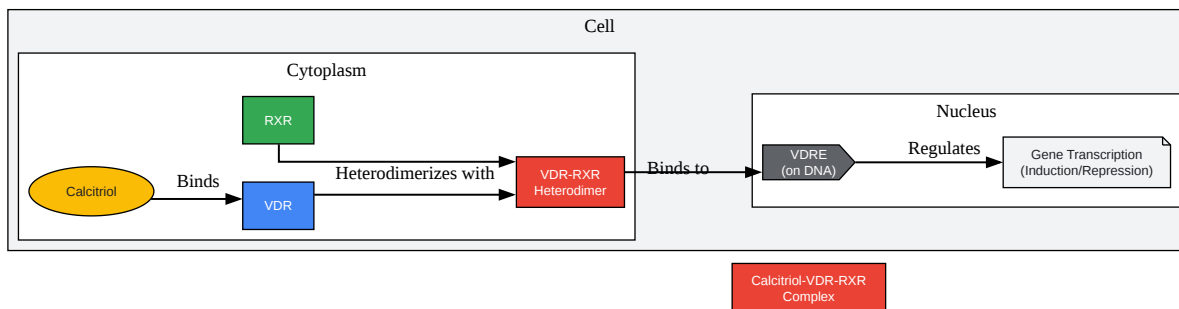 Cell
Cytoplasm
Nucleus
RXR
VDRE
(on DNA)
Regulates
Gene Transcription
(Induction/Repression)
Calcitriol
Binds
VDR
Heterodimerizes with
VDR-RXR
Heterodimer
Binds to
Calcitriol-VDR-RXR
Complex